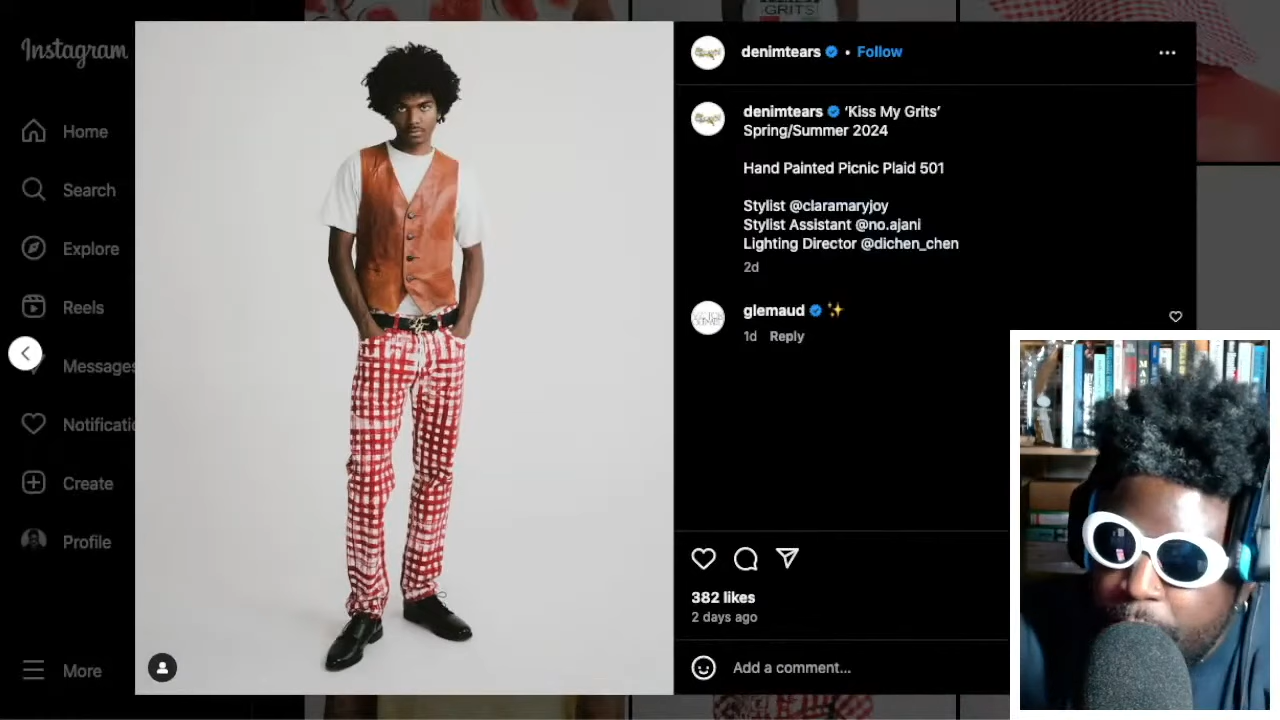 GRITS
Instagram
Home
Search
Explore
Reels
Messages
Notificatio
Create
Profile
More
denimtears • Follow
denimtears ‘Kiss My Grits’
Spring/Summer 2024
Hand Painted Picnic Plaid 501
Stylist @claramaryjoy
Stylist Assistant @no.ajani
Lighting Director @dichen_chen
2d
glemaud ✨
1d Reply
382 likes
2 days ago
Add a comment...